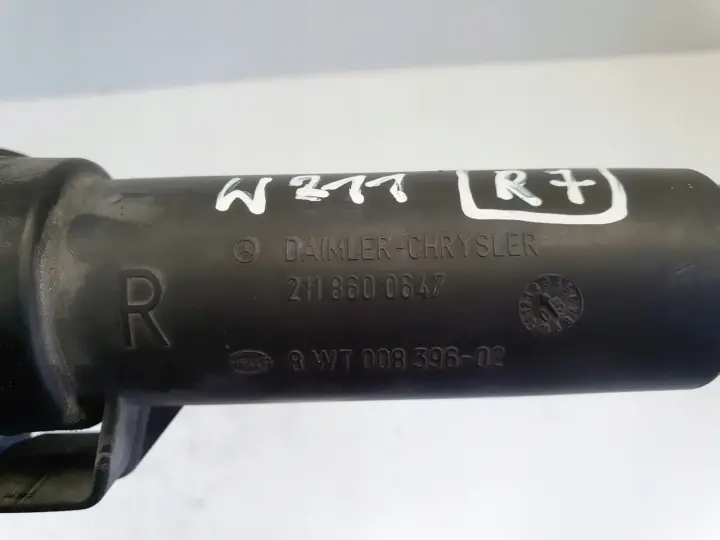 W211 R7
DAIMLER-CHRYSLER
211 860 0647
R
8 WT 008 396-02